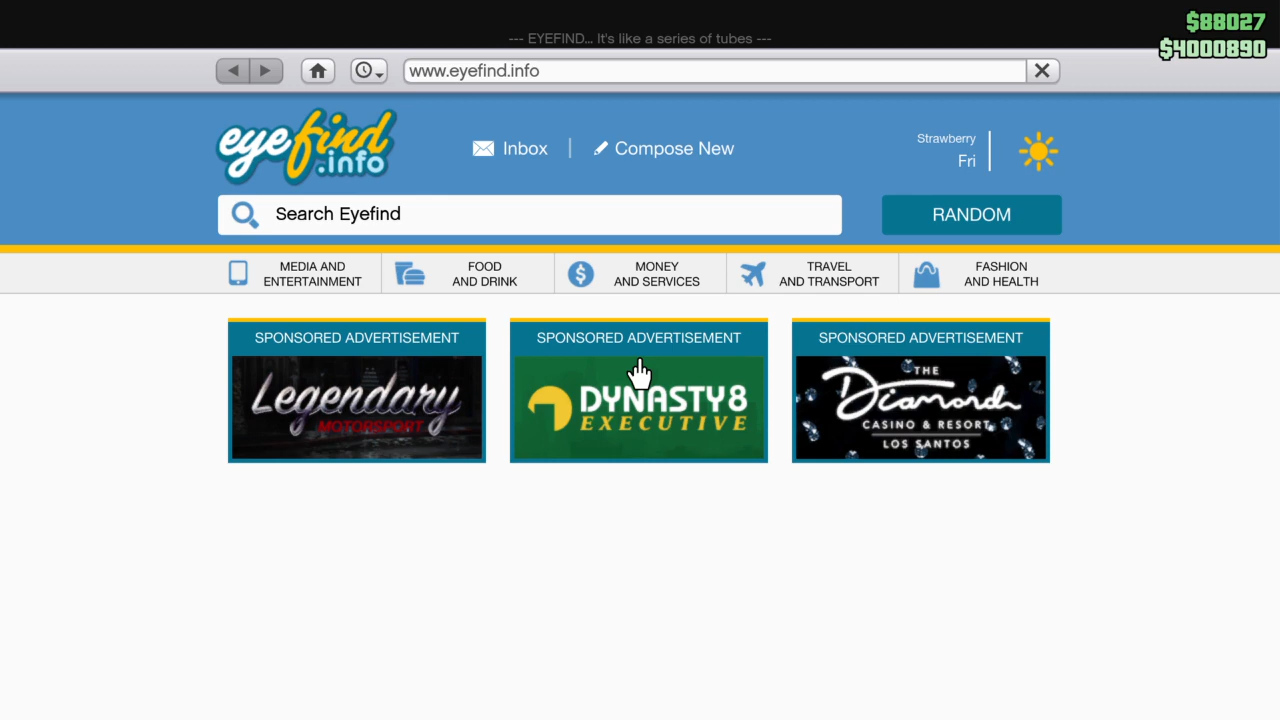 --- EYEFIND... It's like a series of tubes ---
$88027
$4000890
www.eyefind.info
eyefind
.info
Inbox
Compose New
Strawberry
Fri
Search Eyefind
RANDOM
MEDIA AND
ENTERTAINMENT
FOOD
AND DRINK
MONEY
AND SERVICES
TRAVEL
AND TRANSPORT
FASHION
AND HEALTH
SPONSORED ADVERTISEMENT
Legendary
MOTORSPORT
SPONSORED ADVERTISEMENT
DYNASTY8
EXECUTIVE
SPONSORED ADVERTISEMENT
THE
Diamond
CASINO & RESORT
LOS SANTOS